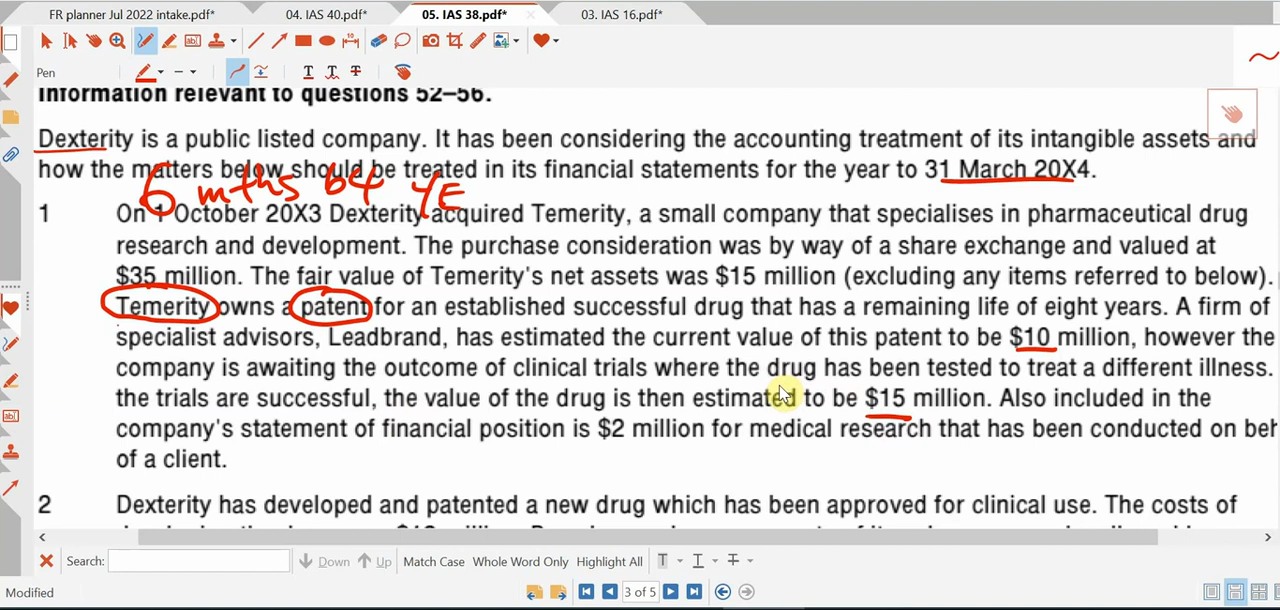 FR planner Jul 2022 intake.pdf* 04. IAS 40.pdf* 05. IAS 38.pdf* 03. IAS 16.pdf*
Pen
Information relevant to questions 52–56.
Dexterity is a public listed company. It has been considering the accounting treatment of its intangible assets and
how the matters below should be treated in its financial statements for the year to 31 March 20X4.
6 mths b4 YE
1 On 1 October 20X3 Dexterity acquired Temerity, a small company that specialises in pharmaceutical drug
research and development. The purchase consideration was by way of a share exchange and valued at
$35 million. The fair value of Temerity's net assets was $15 million (excluding any items referred to below).
Temerity owns a patent for an established successful drug that has a remaining life of eight years. A firm of
specialist advisors, Leadbrand, has estimated the current value of this patent to be $10 million, however the
company is awaiting the outcome of clinical trials where the drug has been tested to treat a different illness.
the trials are successful, the value of the drug is then estimated to be $15 million. Also included in the
company's statement of financial position is $2 million for medical research that has been conducted on beh
of a client.
2 Dexterity has developed and patented a new drug which has been approved for clinical use. The costs of
Search: Down Up Match Case Whole Word Only Highlight All
Modified 3 of 5